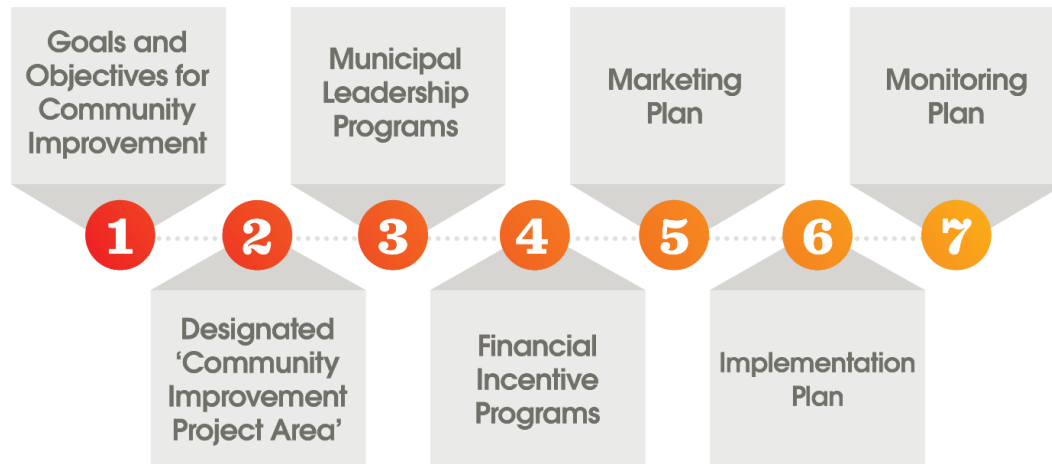 Goals and
Objectives for
Community
Improvement
1
Designated
‘Community
Improvement
Project Area’
2
Municipal
Leadership
Programs
3
Financial
Incentive
Programs
4
Marketing
Plan
5
Implementation
Plan
6
Monitoring
Plan
7